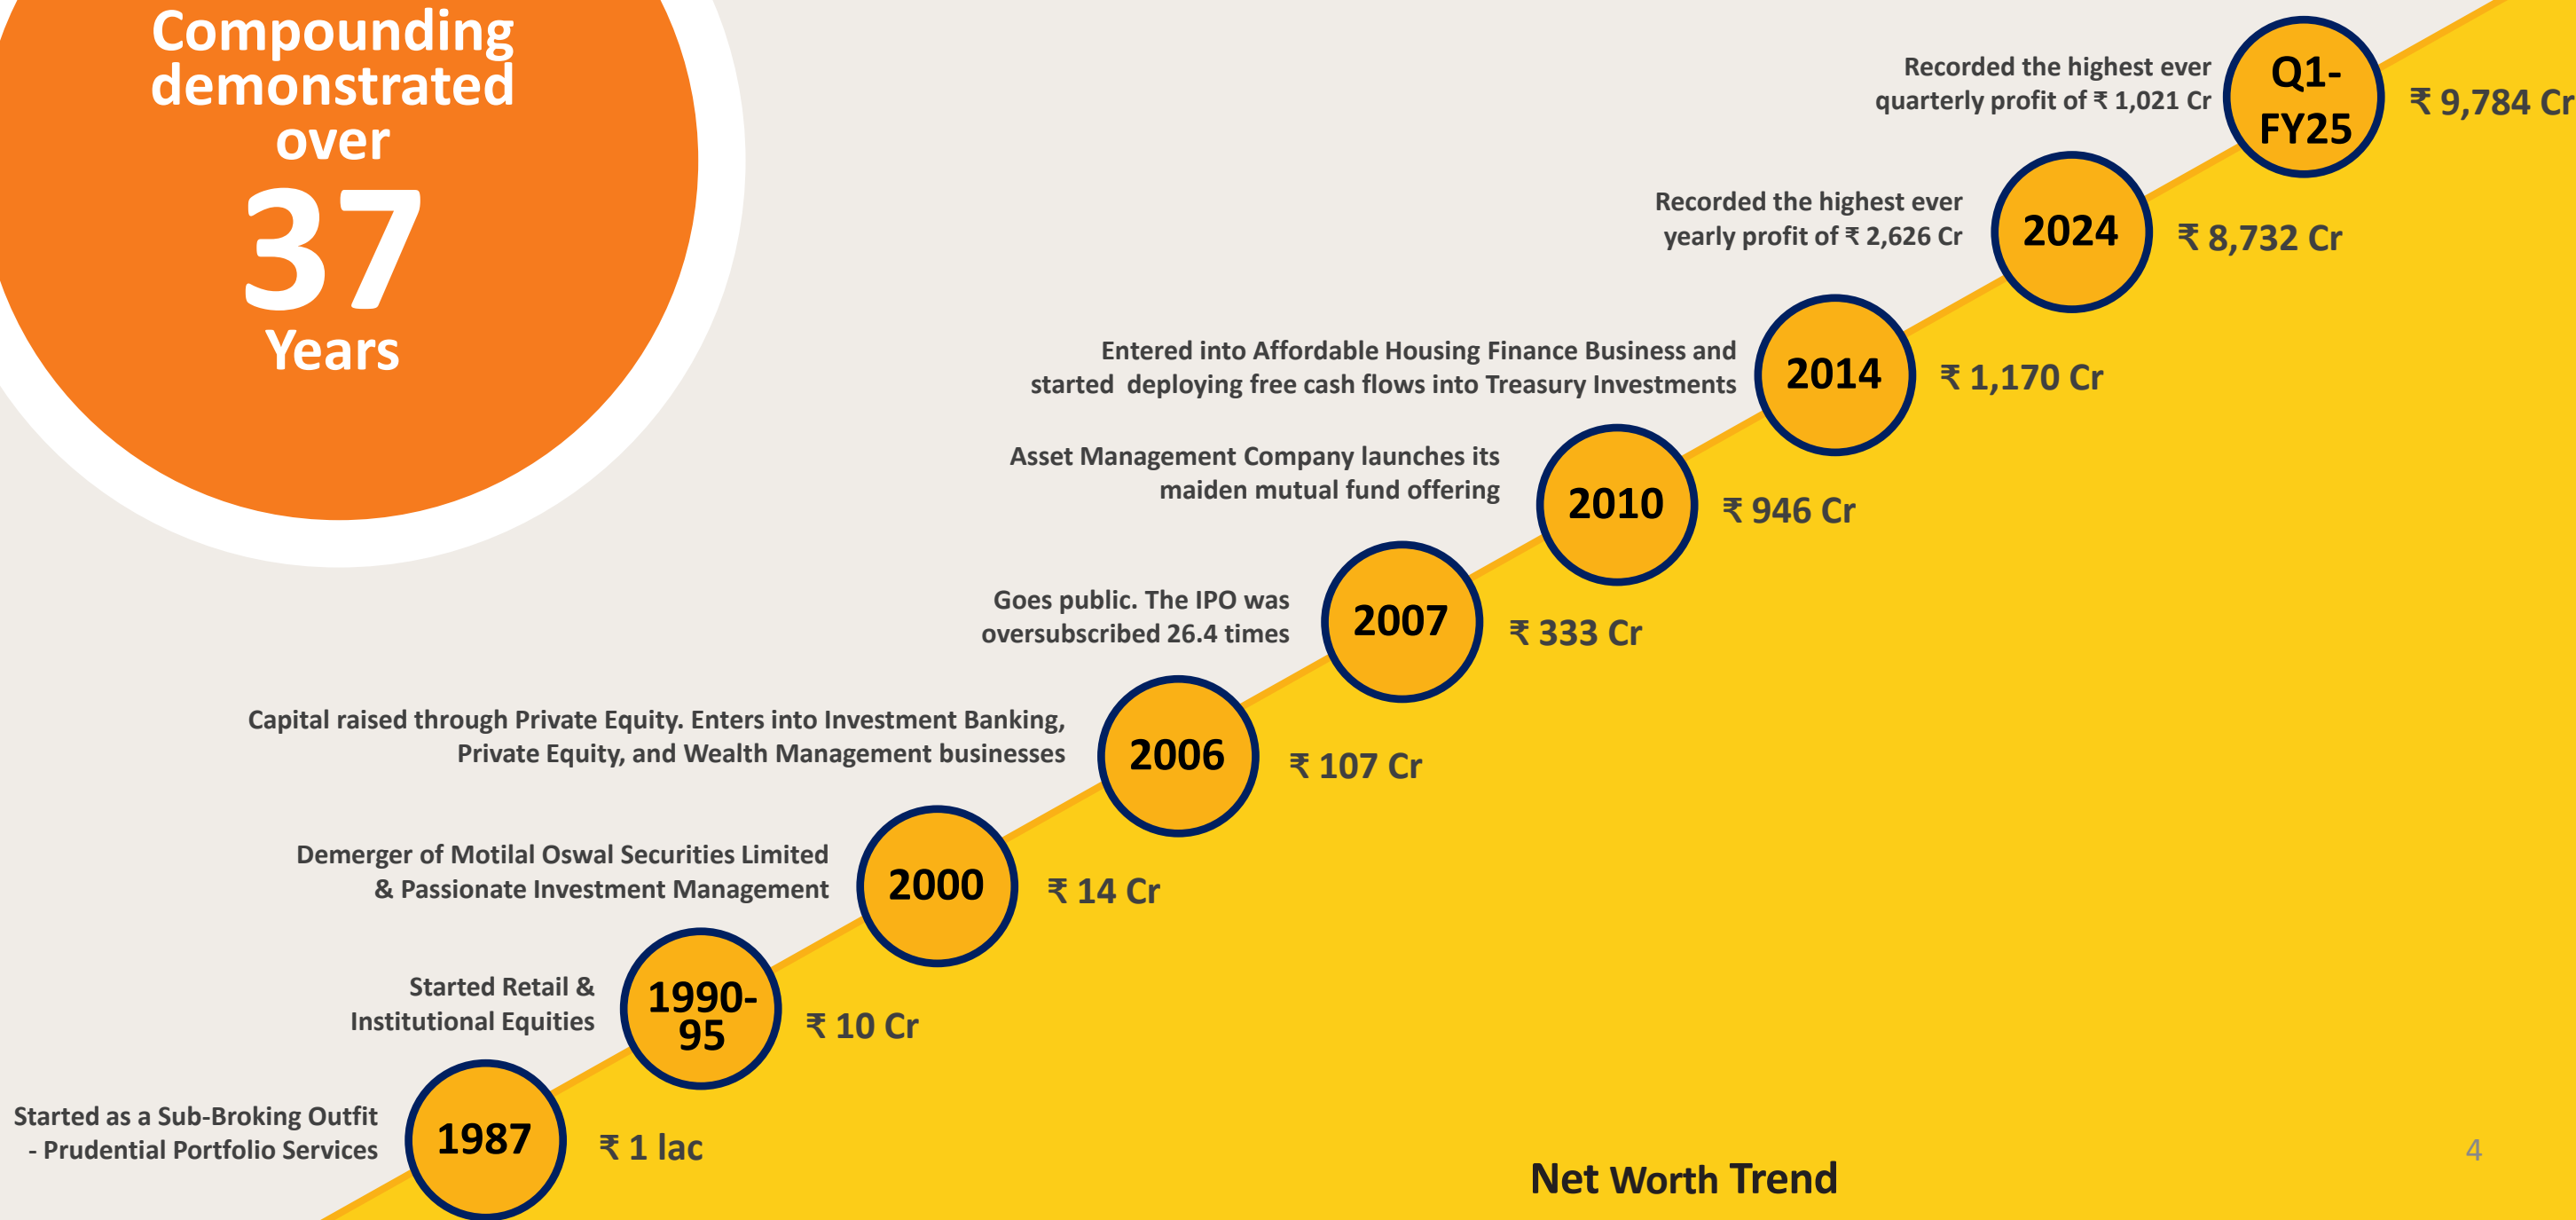 Compounding
demonstrated
over
37
Years
Recorded the highest ever
quarterly profit of ₹ 1,021 Cr
Q1-
FY25
₹ 9,784 Cr
Recorded the highest ever
yearly profit of ₹ 2,626 Cr
2024
₹ 8,732 Cr
Entered into Affordable Housing Finance Business and
started  deploying free cash flows into Treasury Investments
2014
₹ 1,170 Cr
Asset Management Company launches its
maiden mutual fund offering
2010
₹ 946 Cr
Goes public. The IPO was
oversubscribed 26.4 times
2007
₹ 333 Cr
Capital raised through Private Equity. Enters into Investment Banking,
Private Equity, and Wealth Management businesses
2006
₹ 107 Cr
Demerger of Motilal Oswal Securities Limited
& Passionate Investment Management
2000
₹ 14 Cr
Started Retail &
Institutional Equities
1990-
95
₹ 10 Cr
Started as a Sub-Broking Outfit
- Prudential Portfolio Services
1987
₹ 1 lac
Net Worth Trend
4